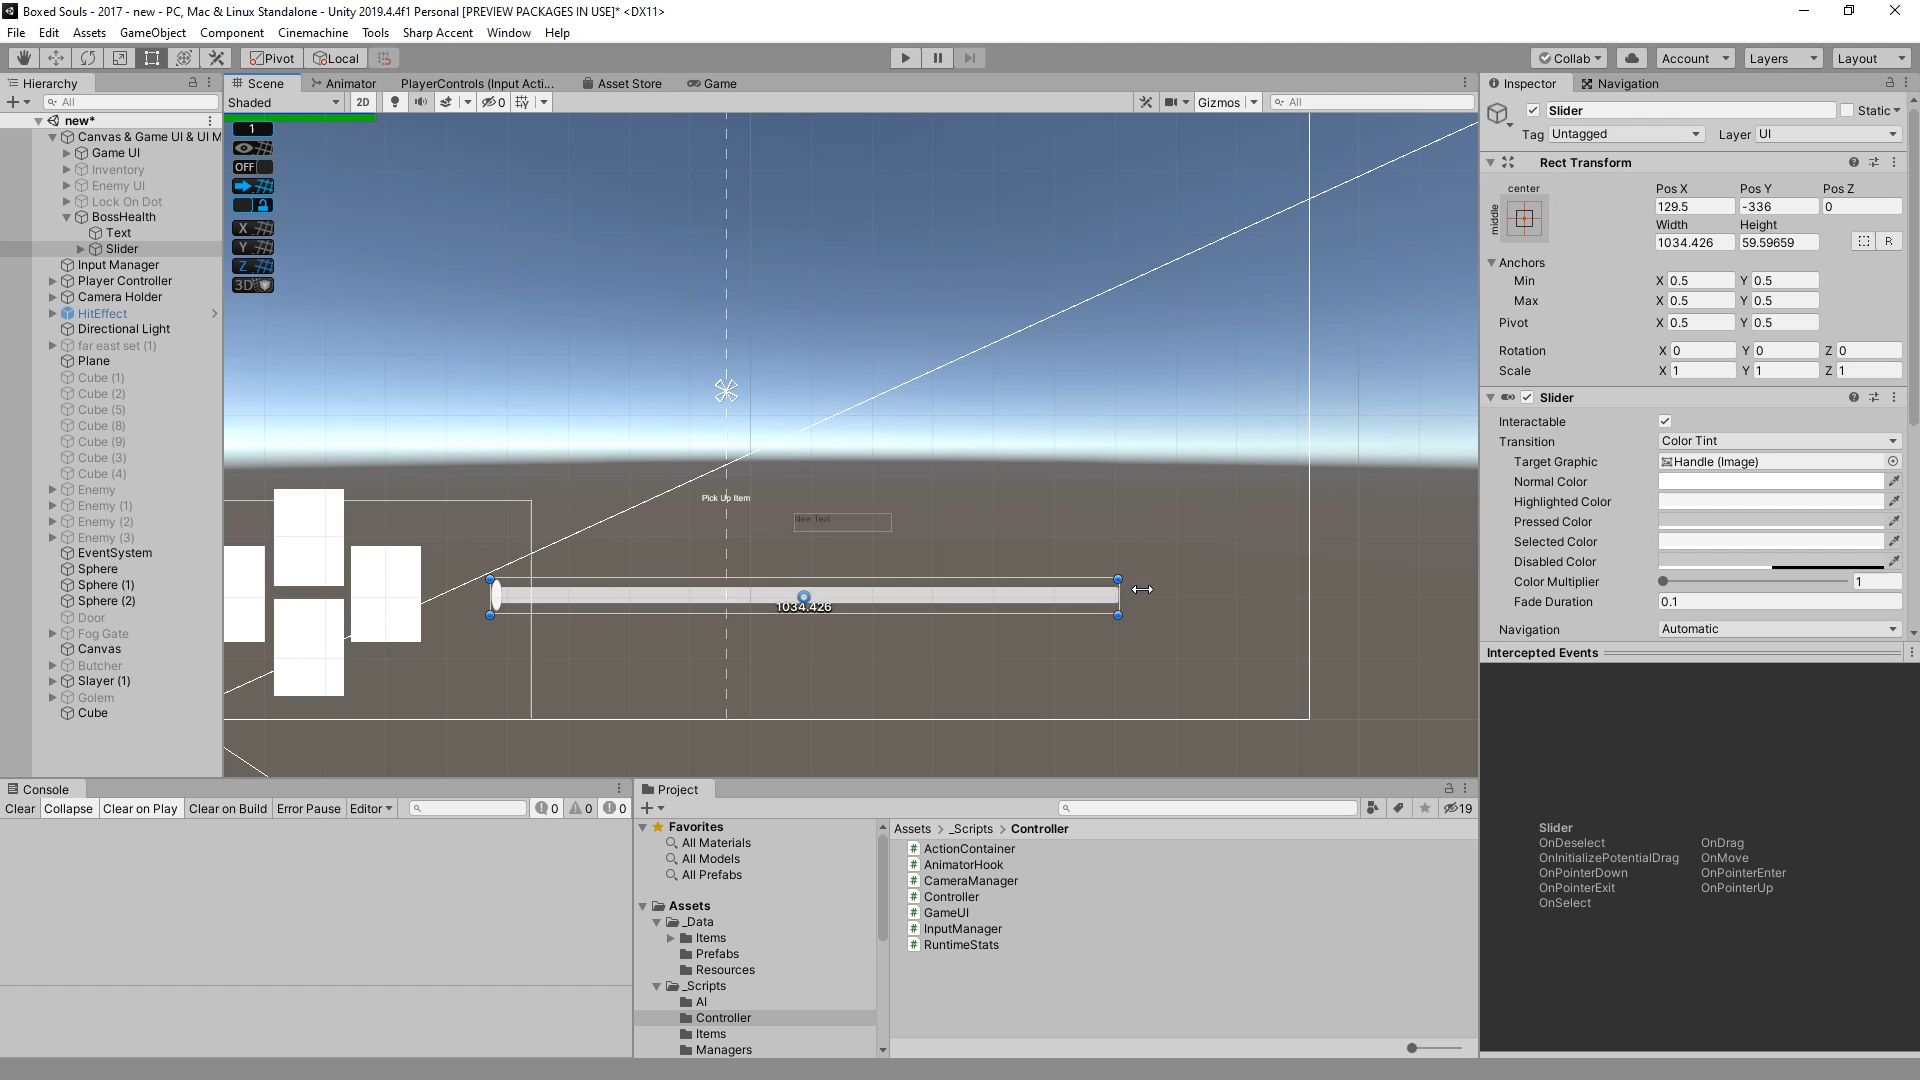 Boxed Souls - 2017 - new - PC, Mac & Linux Standalone - Unity 2019.4.4f1 Personal [PREVIEW PACKAGES IN USE]* <DX11>
File Edit Assets GameObject Component Cinemachine Tools Sharp Accent Window Help
Pivot Local Collab Account Layers Layout
Hierarchy Scene Animator PlayerControls (Input Acti... Asset Store Game Inspector Navigation
All Shaded 2D 0 Gizmos All
Slider Static
Tag Untagged Layer UI
new*
Canvas & Game UI & UI M
Game UI
Inventory
Enemy UI
Lock On Dot
BossHealth
Text
Slider
Input Manager
Player Controller
Camera Holder
HitEffect
Directional Light
far east set (1)
Plane
Cube (1)
Cube (2)
Cube (5)
Cube (8)
Cube (9)
Cube (3)
Cube (4)
Enemy
Enemy (1)
Enemy (2)
Enemy (3)
EventSystem
Sphere
Sphere (1)
Sphere (2)
Door
Fog Gate
Canvas
Butcher
Slayer (1)
Golem
Cube
1
OFF
X
Y
Z
3D
Pick Up Item
New Text
1034.426
Rect Transform
center
middle
Pos X Pos Y Pos Z
129.5 -336 0
Width Height
1034.426 59.59659 R
Anchors
Min X 0.5 Y 0.5
Max X 0.5 Y 0.5
Pivot X 0.5 Y 0.5
Rotation X 0 Y 0 Z 0
Scale X 1 Y 1 Z 1
Slider
Interactable
Transition Color Tint
Target Graphic Handle (Image)
Normal Color
Highlighted Color
Pressed Color
Selected Color
Disabled Color
Color Multiplier 1
Fade Duration 0.1
Navigation Automatic
Intercepted Events
Slider
OnDeselect OnDrag
OnInitializePotentialDrag OnMove
OnPointerDown OnPointerEnter
OnPointerExit OnPointerUp
OnSelect
Console
Clear Collapse Clear on Play Clear on Build Error Pause Editor 0 0 0
Project
19
Favorites
All Materials
All Models
All Prefabs
Assets
_Data
Items
Prefabs
Resources
_Scripts
AI
Controller
Items
Managers
Assets > _Scripts > Controller
ActionContainer
AnimatorHook
CameraManager
Controller
GameUI
InputManager
RuntimeStats